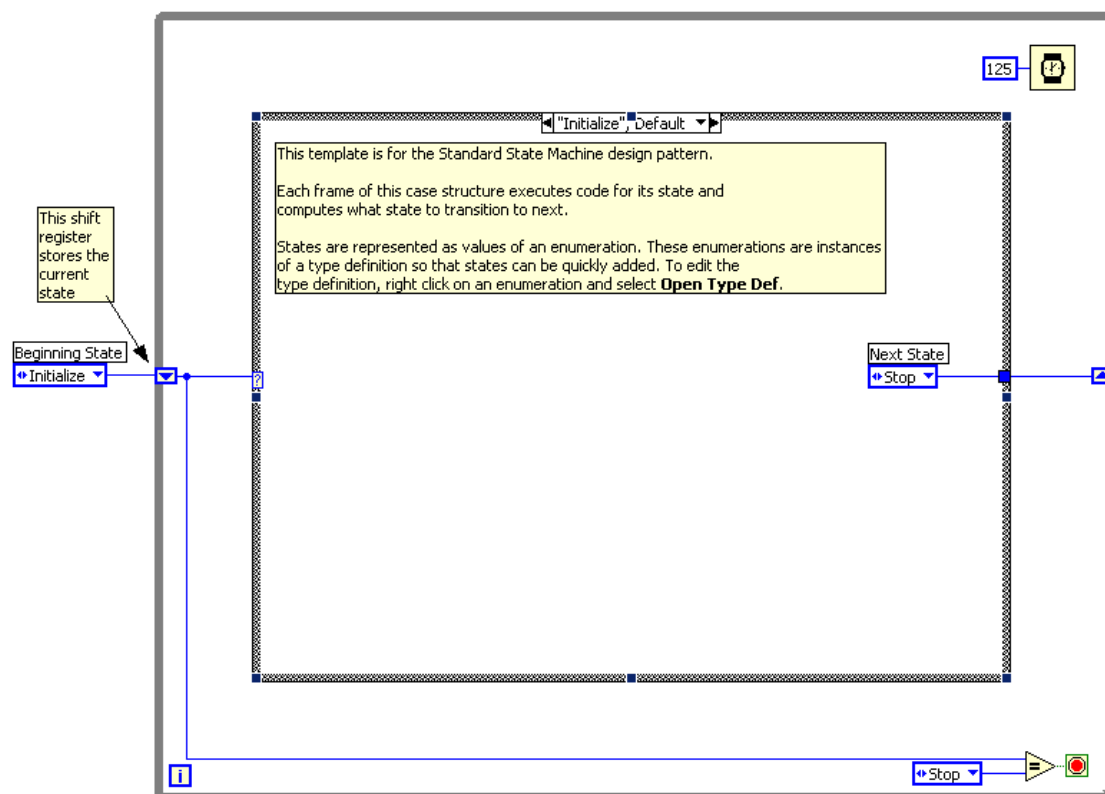 125
"Initialize", Default
This template is for the Standard State Machine design pattern.
Each frame of this case structure executes code for its state and
computes what state to transition to next.
States are represented as values of an enumeration. These enumerations are instances
of a type definition so that states can be quickly added. To edit the
type definition, right click on an enumeration and select Open Type Def.
This shift
register
stores the
current
state
Beginning State
Initialize
?
Next State
Stop
i
Stop
=